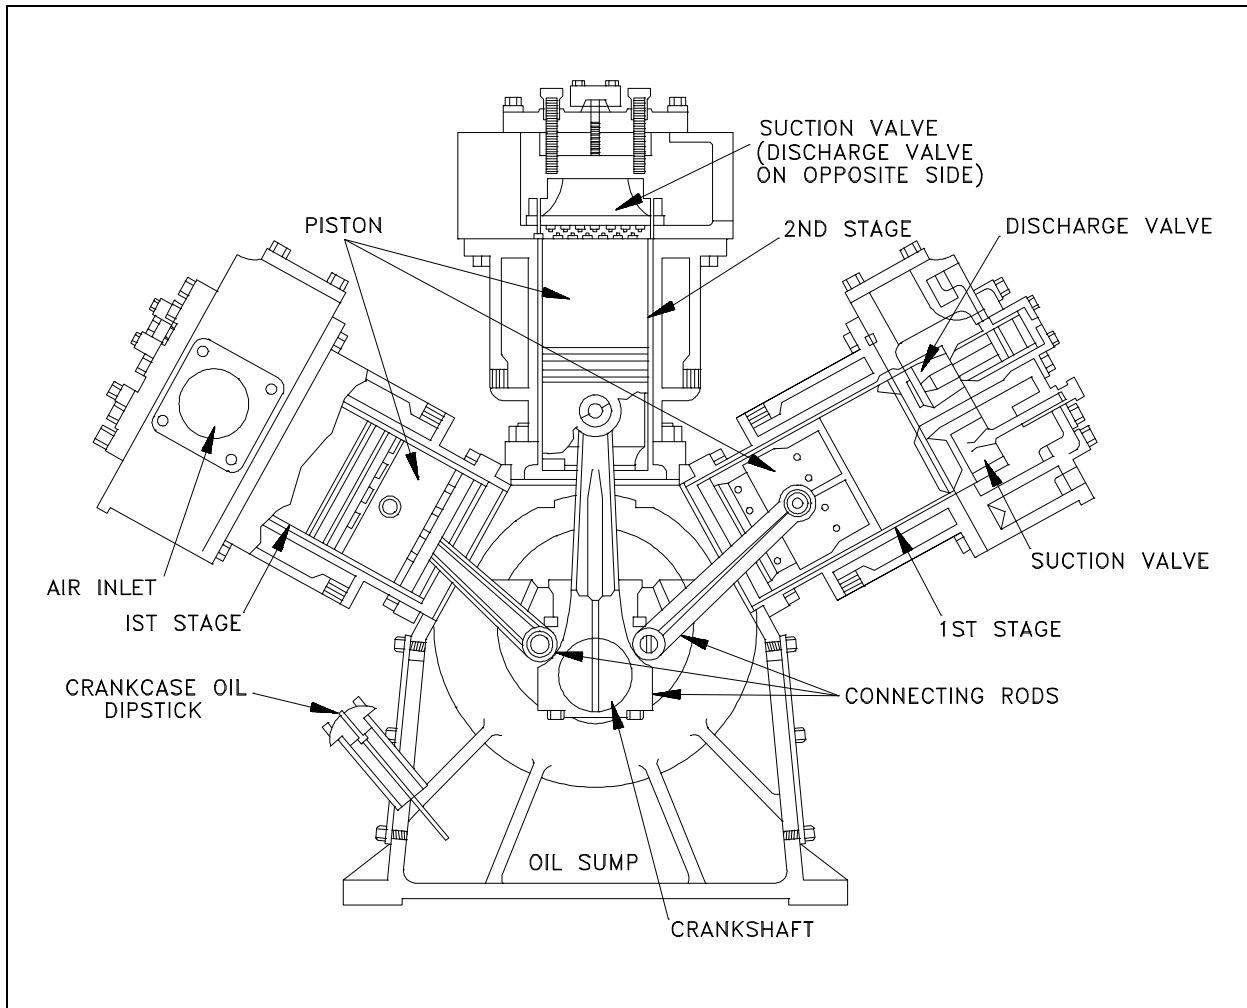 SUCTION VALVE
(DISCHARGE VALVE
ON OPPOSITE SIDE)
PISTON
2ND STAGE
DISCHARGE VALVE
AIR INLET
IST STAGE
SUCTION VALVE
1ST STAGE
CRANKCASE OIL
DIPSTICK
CONNECTING RODS
OIL SUMP
CRANKSHAFT